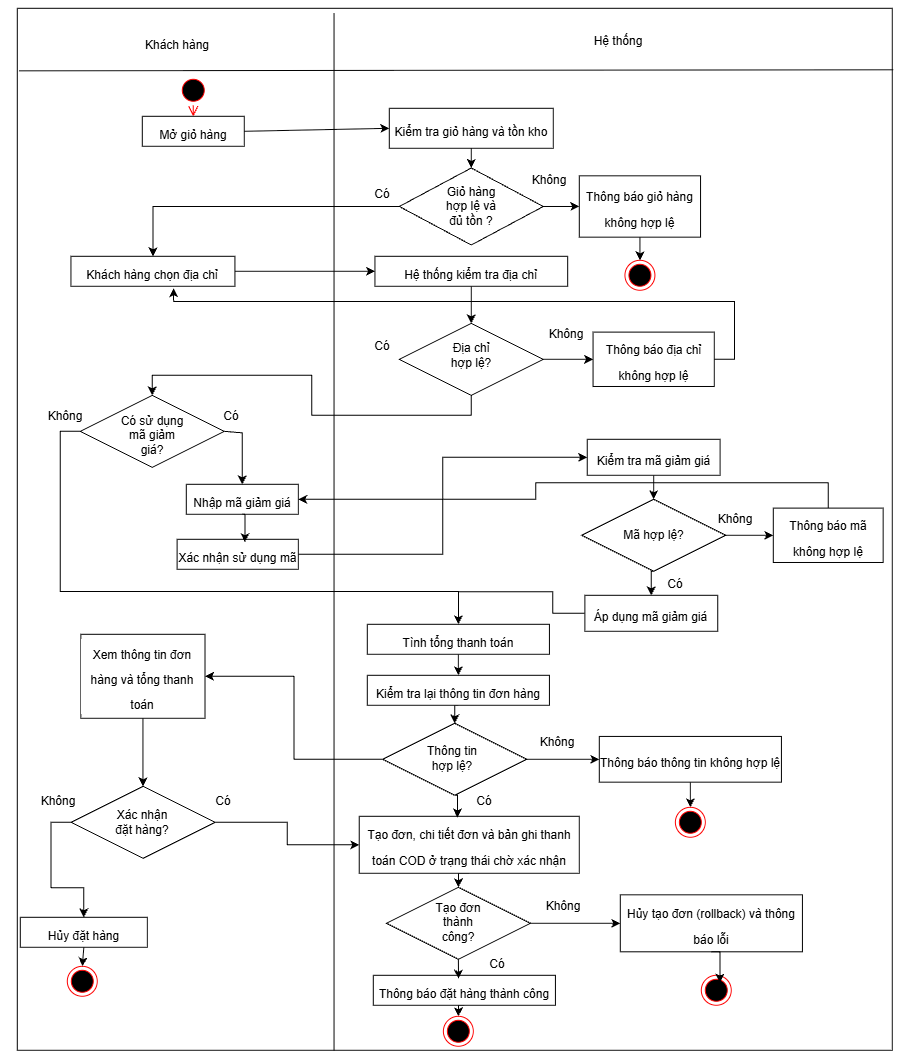 Khách hàng
Hệ thống
Mở giỏ hàng
Kiểm tra giỏ hàng và tồn kho
Có
Giỏ hàng
hợp lệ và
đủ tồn ?
Không
Thông báo giỏ hàng
không hợp lệ
Khách hàng chọn địa chỉ
Hệ thống kiểm tra địa chỉ
Có
Địa chỉ
hợp lệ?
Không
Thông báo địa chỉ
không hợp lệ
Không
Có sử dụng
mã giảm
giá?
Có
Kiểm tra mã giảm giá
Nhập mã giảm giá
Xác nhận sử dụng mã
Mã hợp lệ?
Không
Thông báo mã
không hợp lệ
Có
Áp dụng mã giảm giá
Tình tổng thanh toán
Xem thông tin đơn
hàng và tổng thanh
toán
Kiểm tra lại thông tin đơn hàng
Thông tin
hợp lệ?
Không
Thông báo thông tin không hợp lệ
Có
Không
Xác nhận
đặt hàng?
Có
Tạo đơn, chi tiết đơn và bản ghi thanh
toán COD ở trạng thái chờ xác nhận
Tạo đơn
thành
công?
Không
Hủy tạo đơn (rollback) và thông
báo lỗi
Hủy đặt hàng
Có
Thông báo đặt hàng thành công